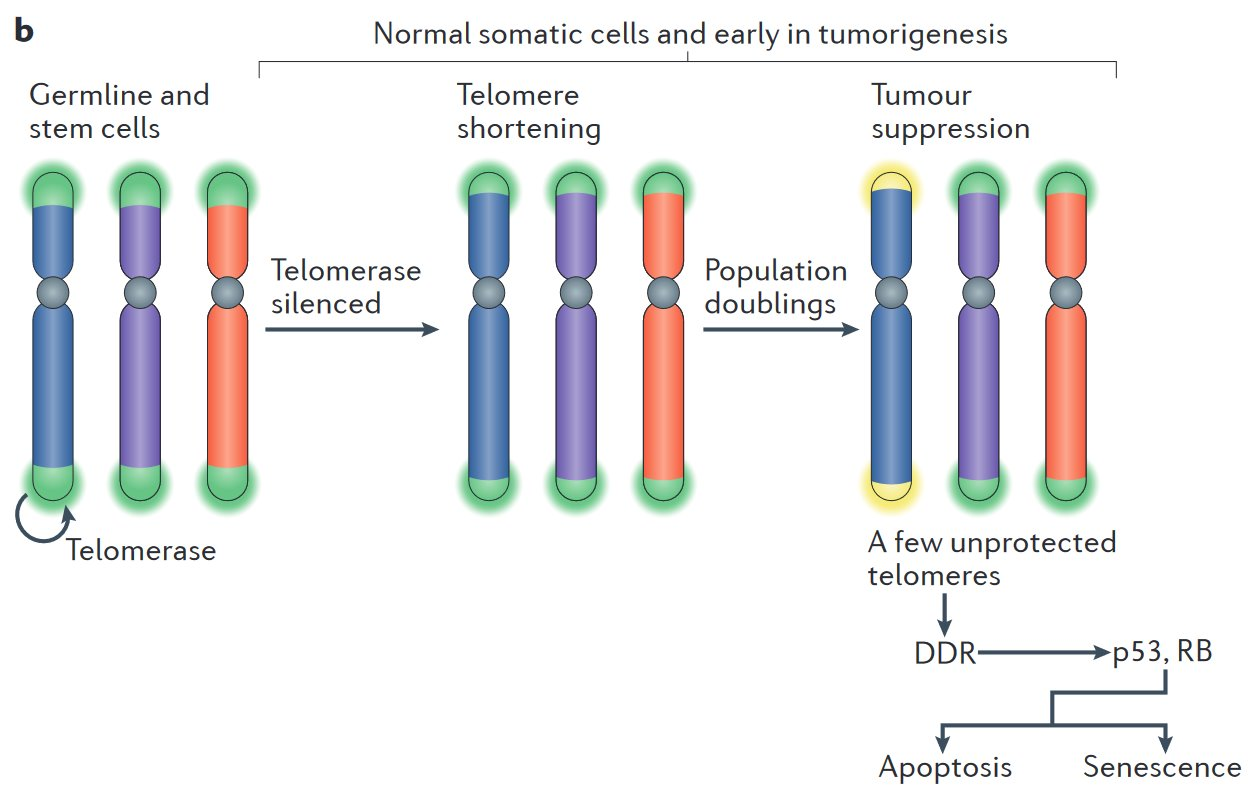 b
Normal somatic cells and early in tumorigenesis
Germline and
stem cells
Telomere
shortening
Tumour
suppression
Telomerase
silenced
Population
doublings
Telomerase
A few unprotected
telomeres
DDR
p53, RB
Apoptosis
Senescence